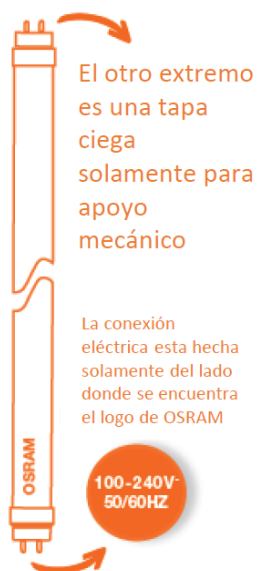 El otro extremo
es una tapa
ciega
solamente para
apoyo
mecánico
La conexión
eléctrica esta hecha
solamente del lado
donde se encuentra
el logo de OSRAM
OSRAM
100-240V~
50/60HZ